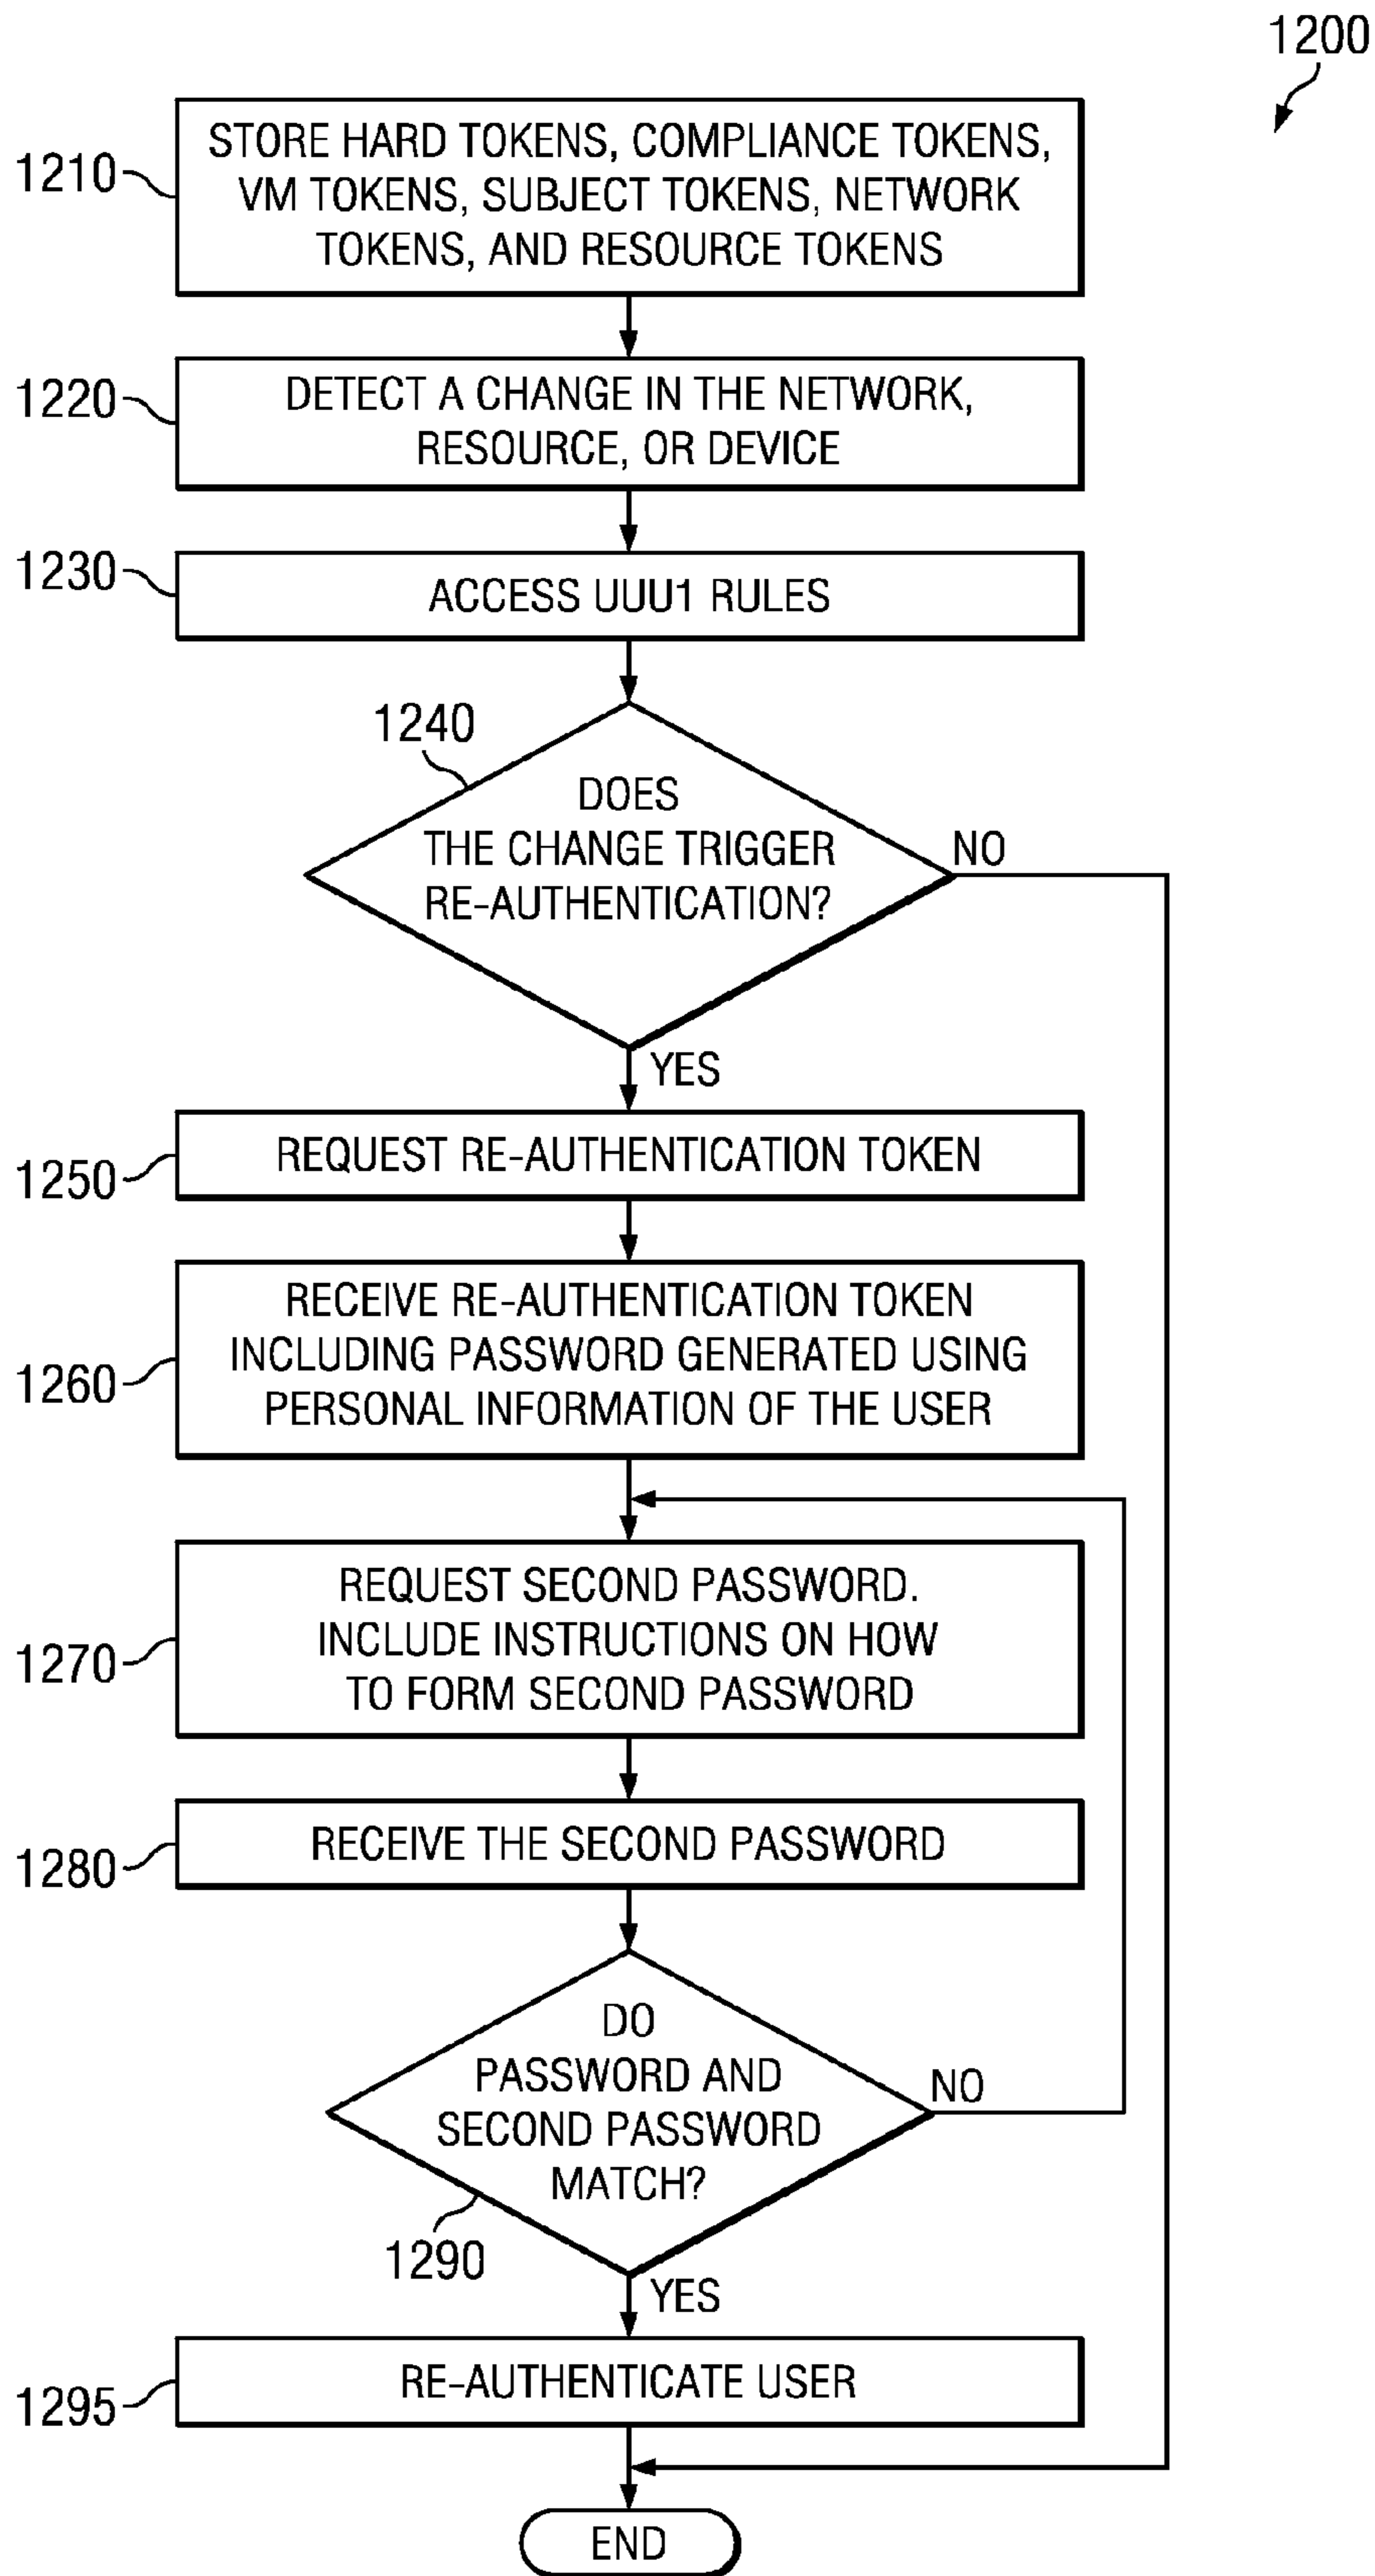 1200
1210
STORE HARD TOKENS, COMPLIANCE TOKENS,
VM TOKENS, SUBJECT TOKENS, NETWORK
TOKENS, AND RESOURCE TOKENS
1220
DETECT A CHANGE IN THE NETWORK,
RESOURCE, OR DEVICE
1230
ACCESS UUU1 RULES
1240
DOES
THE CHANGE TRIGGER
RE-AUTHENTICATION?
NO
YES
1250
REQUEST RE-AUTHENTICATION TOKEN
1260
RECEIVE RE-AUTHENTICATION TOKEN
INCLUDING PASSWORD GENERATED USING
PERSONAL INFORMATION OF THE USER
1270
REQUEST SECOND PASSWORD.
INCLUDE INSTRUCTIONS ON HOW
TO FORM SECOND PASSWORD
1280
RECEIVE THE SECOND PASSWORD
DO
PASSWORD AND
SECOND PASSWORD
MATCH?
NO
1290
YES
1295
RE-AUTHENTICATE USER
END